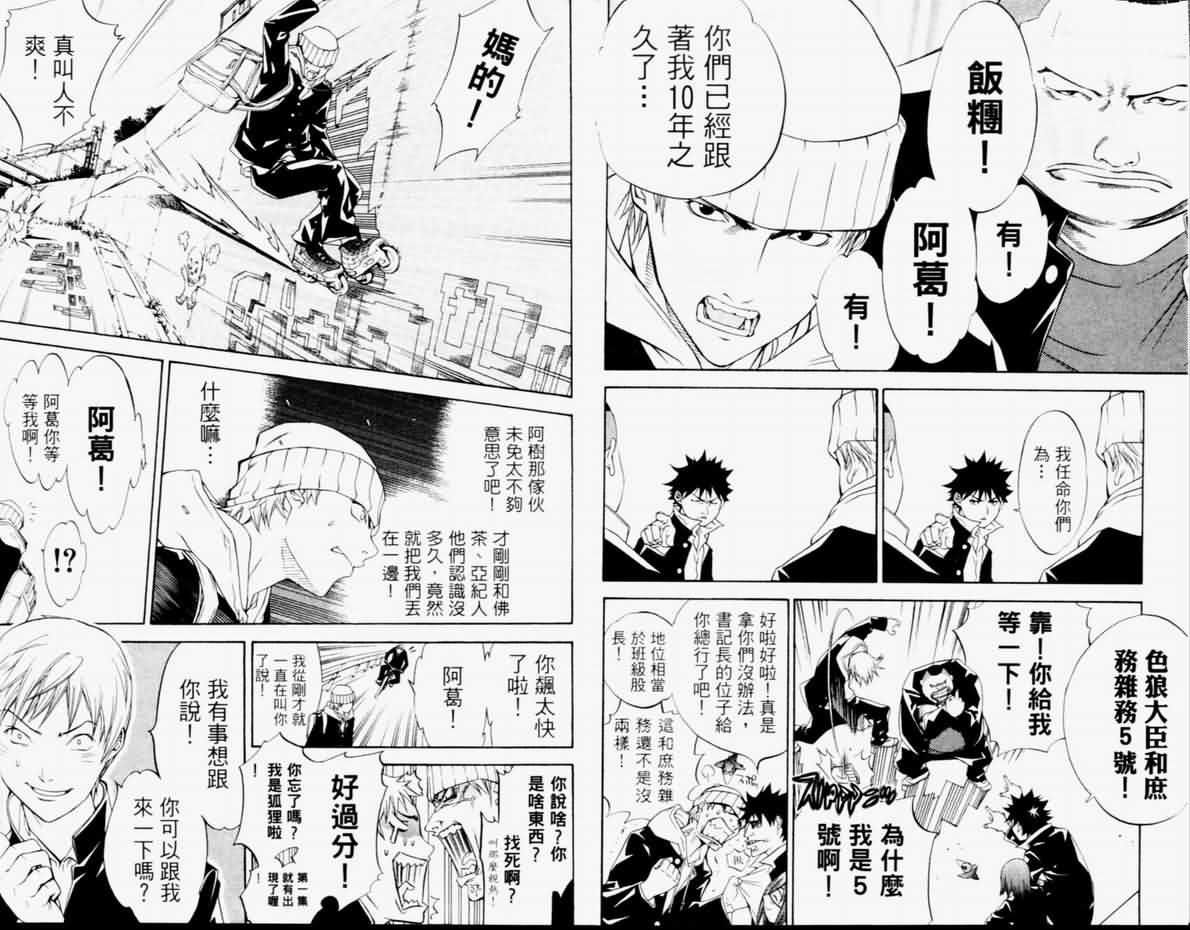 飯糰！
有！
阿葛！
有！
你們已經跟
著我10年之
久了…
我任命你們
為…
色狼大臣和庶
務雜務5號！
靠！你給我
等一下！
為什麼
我是5
號啊！
好啦好啦！真是
拿你們沒辦法，
書記長的位子給
你總行了吧！
地位相當
於班級股
長！
這和庶務雜
務還不是沒
兩樣！
媽的！
真叫人不
爽！
阿樹那傢伙
未免太不夠
意思了吧！
才剛剛和佛
茶、亞紀人
他們認識沒
多久，竟然
就把我們丟
在一邊！
什麼嘛…
阿葛！
阿葛你等
等我啊！
!?
你飆太快
了啦！
阿葛！
我從剛才就
一直在叫你
了說！
你說啥？你
是啥東西？
找死啊？
叫那麼親熱！
好過分！
你忘了嗎？
我是狐狸啦
！
第一集
就有出
現了喔
我有事想跟
你說！
你可以跟我
來一下嗎？